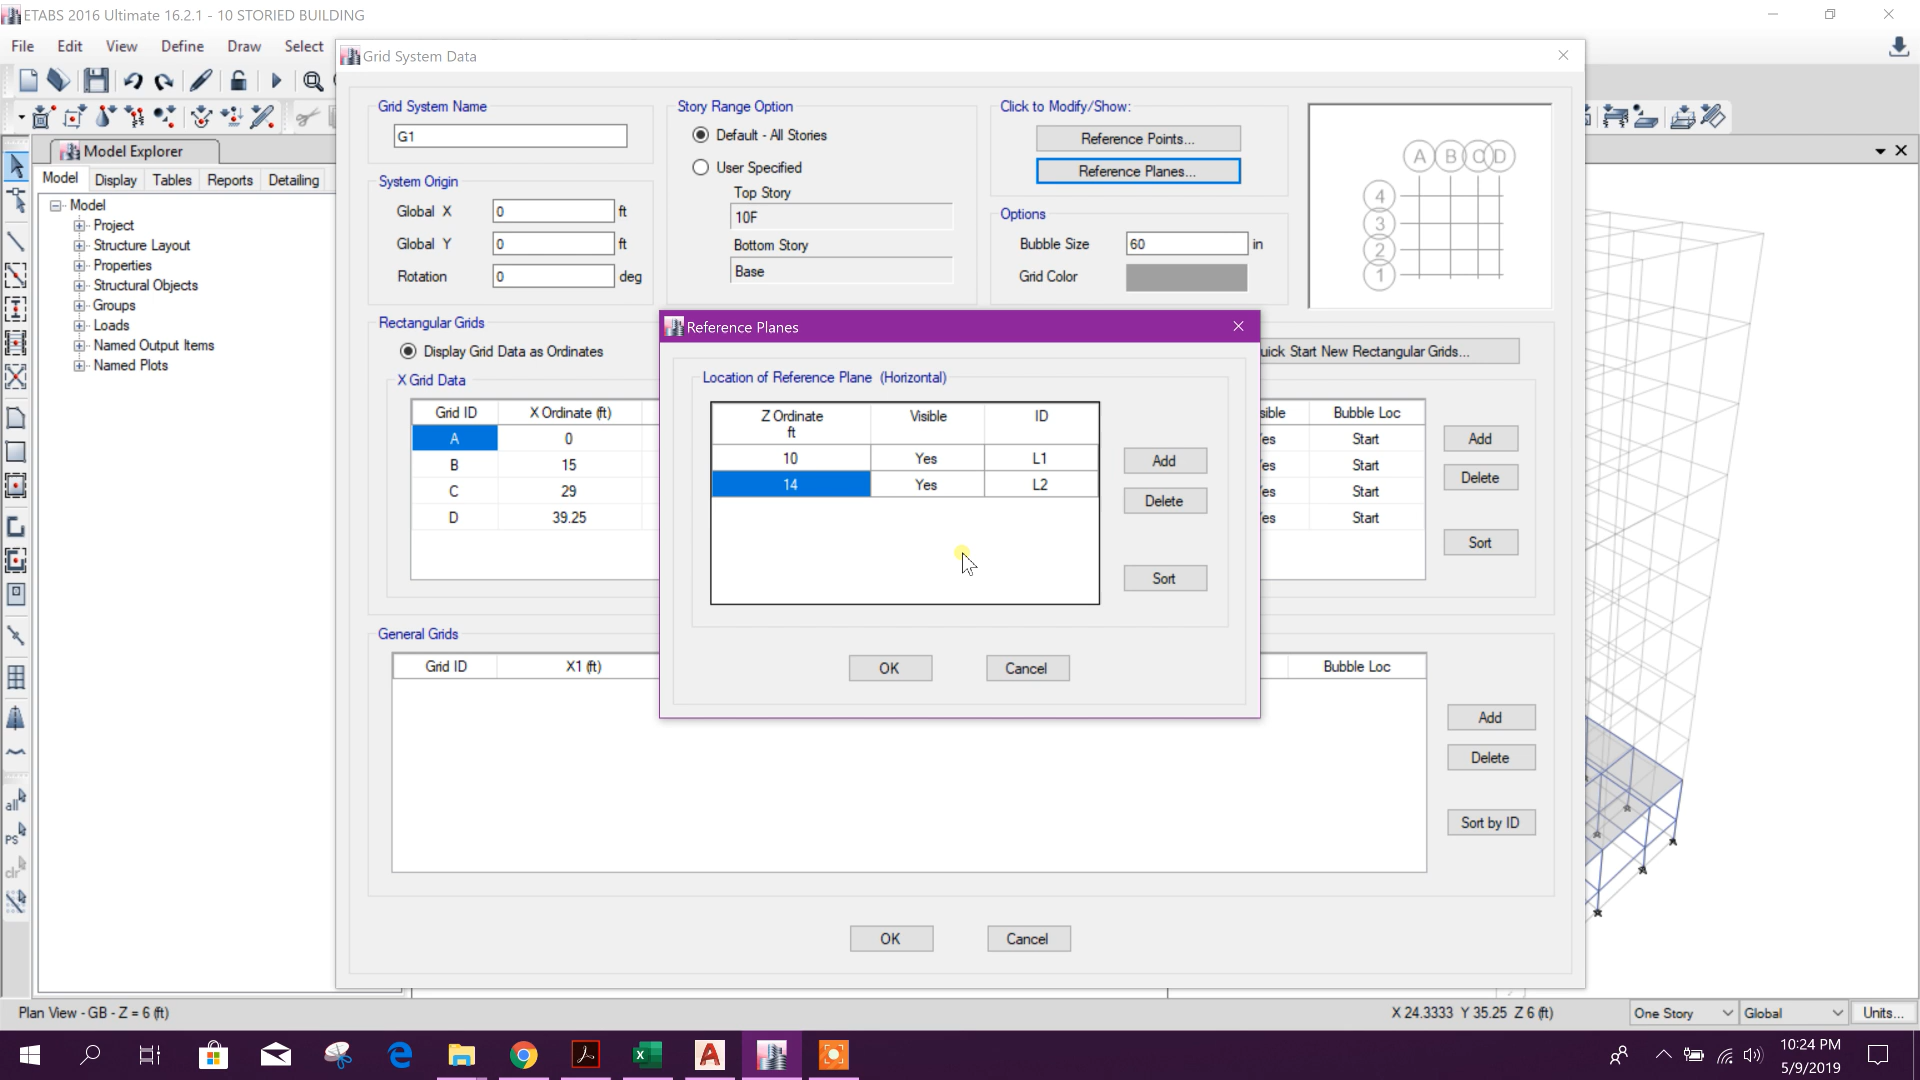 ETABS 2016 Ultimate 16.2.1 - 10 STORIED BUILDING
File Edit View Define Draw Select
Grid System Data
Grid System Name
G1
System Origin
Global X 0 ft
Global Y 0 ft
Rotation 0 deg
Story Range Option
Default - All Stories
User Specified
Top Story
10F
Bottom Story
Base
Click to Modify/Show:
Reference Points...
Reference Planes...
Options
Bubble Size 60 in
Grid Color
A B C D
4
3
2
1
Model Explorer
Model Display Tables Reports Detailing
Model
Project
Structure Layout
Properties
Structural Objects
Groups
Loads
Named Output Items
Named Plots
Rectangular Grids
Display Grid Data as Ordinates
uick Start New Rectangular Grids...
X Grid Data
Grid ID X Ordinate (ft)
A 0
B 15
C 29
D 39.25
sible Bubble Loc
es Start
es Start
es Start
es Start
Add
Delete
Sort
Reference Planes
Location of Reference Plane (Horizontal)
Z Ordinate Visible ID
ft
10 Yes L1
14 Yes L2
Add
Delete
Sort
OK Cancel
General Grids
Grid ID X1 (ft) Bubble Loc
Add
Delete
Sort by ID
OK Cancel
all
PS
clr
Plan View - GB - Z = 6 (ft) X 24.3333 Y 35.25 Z 6 (ft) One Story Global Units...
10:24 PM
5/9/2019